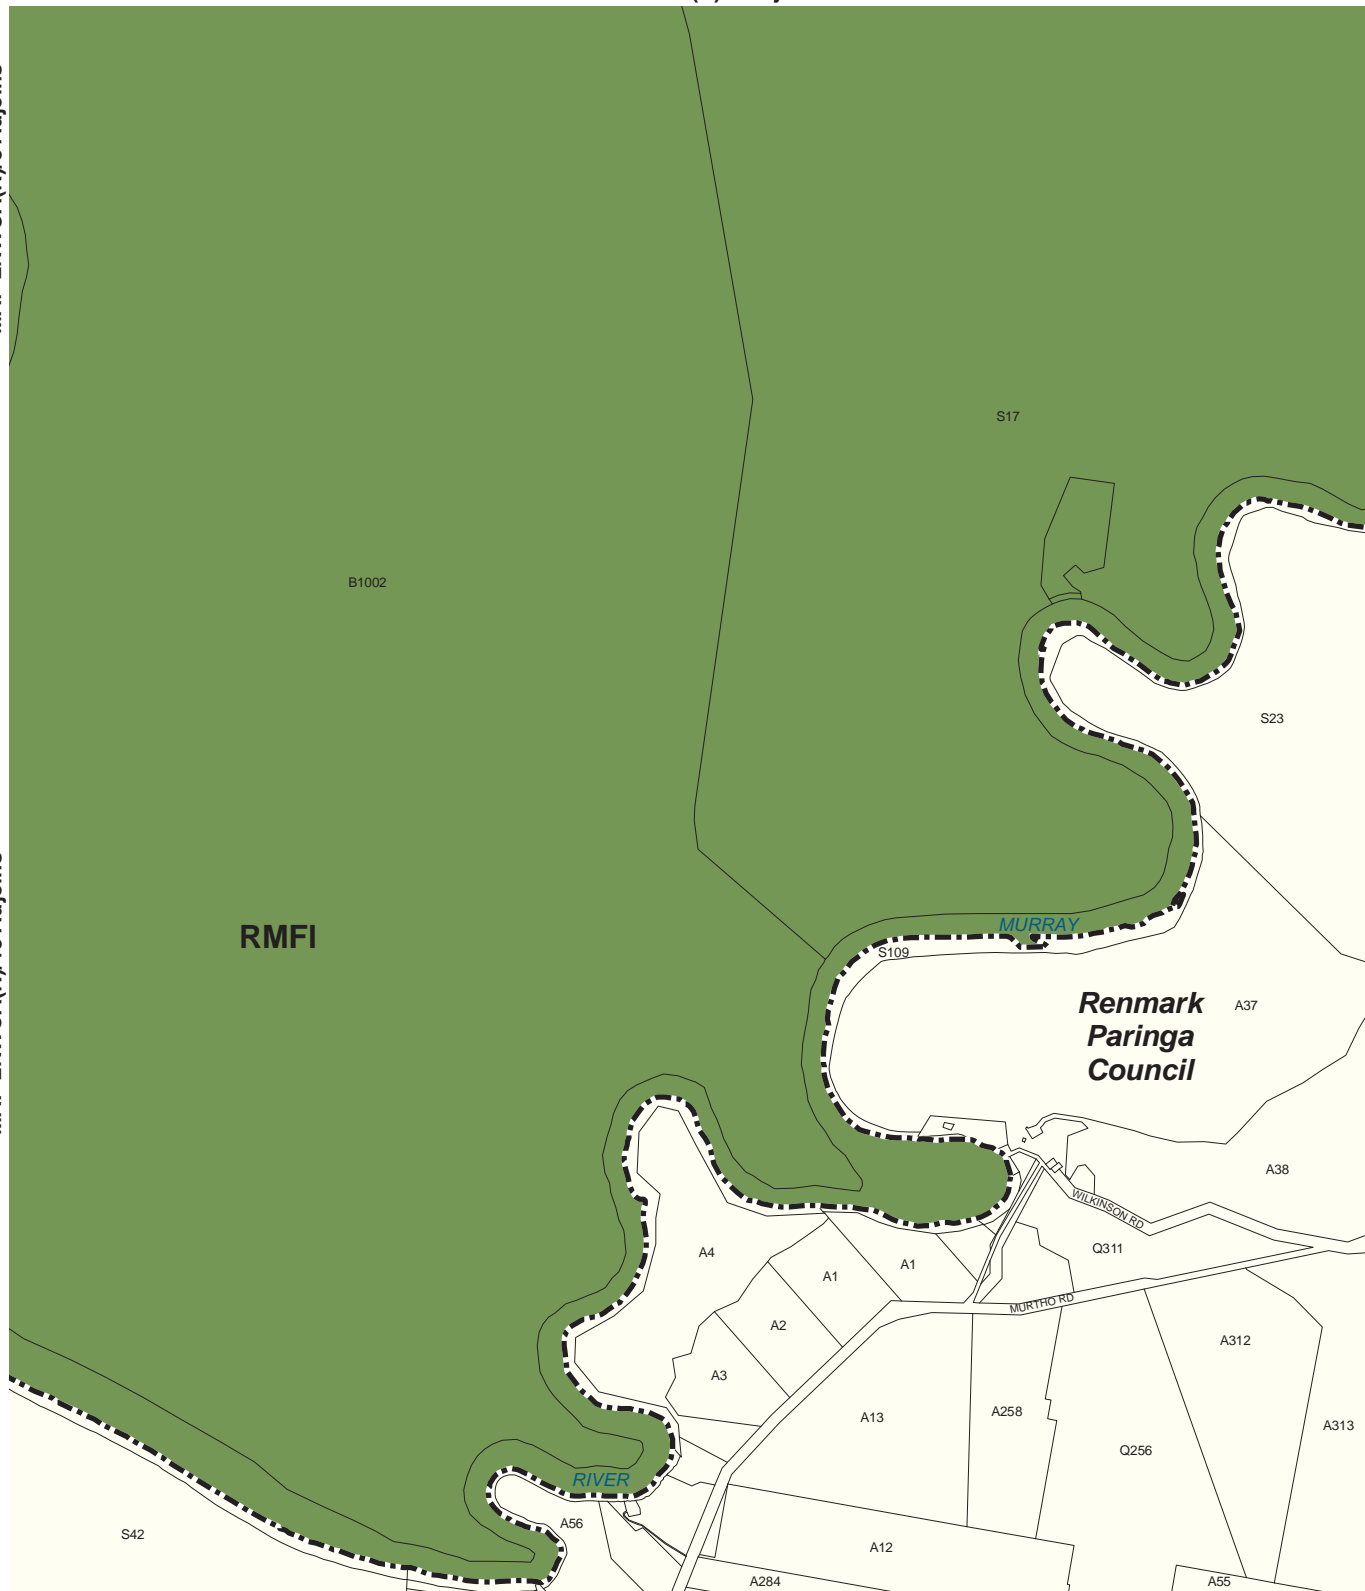 S17
B1002
S23
RMFI
MURRAY
S109
Renmark
Paringa
Council
A37
A38
WILKINSON RD
A4
Q311
A1
A1
MURTHO RD
A2
A312
A3
A13
A258
A313
Q256
RIVER
A56
S42
A12
A284
A55